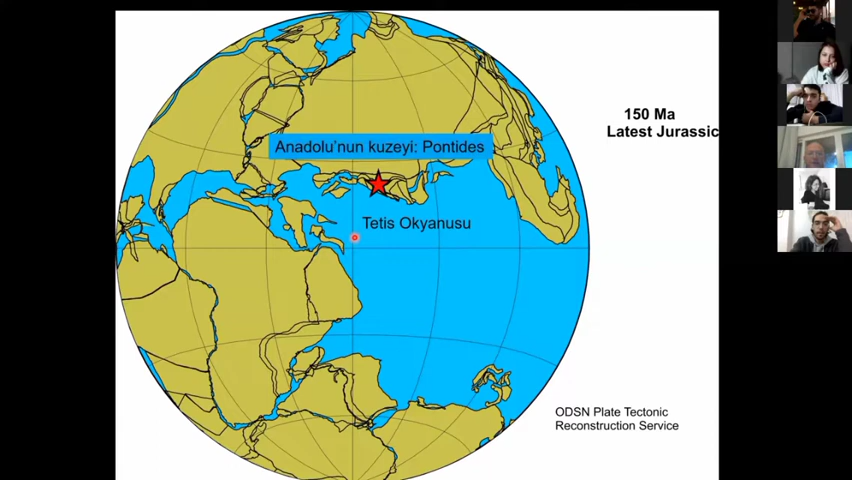 150 Ma
Latest Jurassic
Anadolu'nun kuzeyi: Pontides
Tetis Okyanusu
ODSN Plate Tectonic
Reconstruction Service